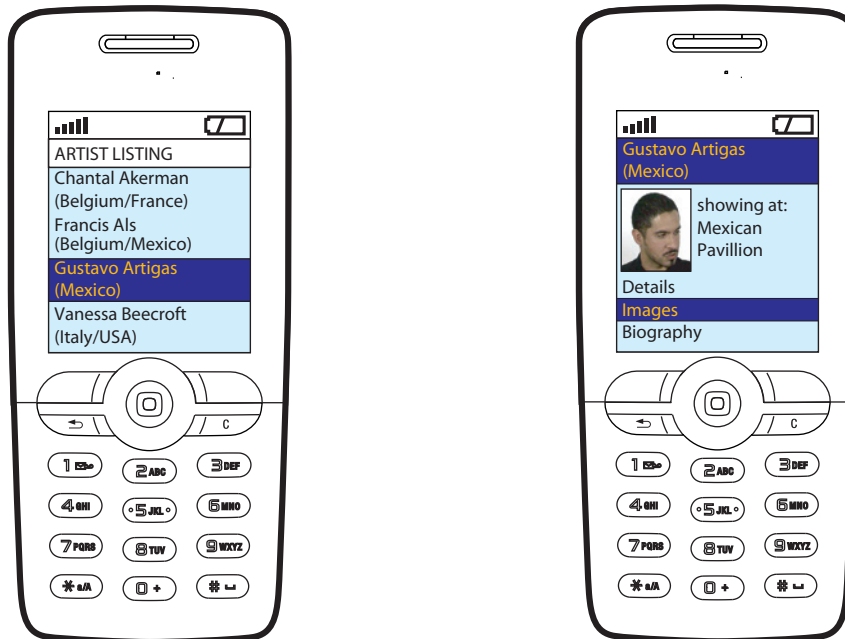 ARTIST LISTING
Chantal Akerman
(Belgium/France)
Francis Als
(Belgium/Mexico)
Gustavo Artigas
(Mexico)
Vanessa Beecroft
(Italy/USA)
C
1
2 ABC
3 DEF
4 GHI
5 JKL
6 MNO
7 PQRS
8 TUV
9 WXYZ
* a/A
0 +
#
Gustavo Artigas
(Mexico)
showing at:
Mexican
Pavillion
Details
Images
Biography
C
1
2 ABC
3 DEF
4 GHI
5 JKL
6 MNO
7 PQRS
8 TUV
9 WXYZ
* a/A
0 +
#